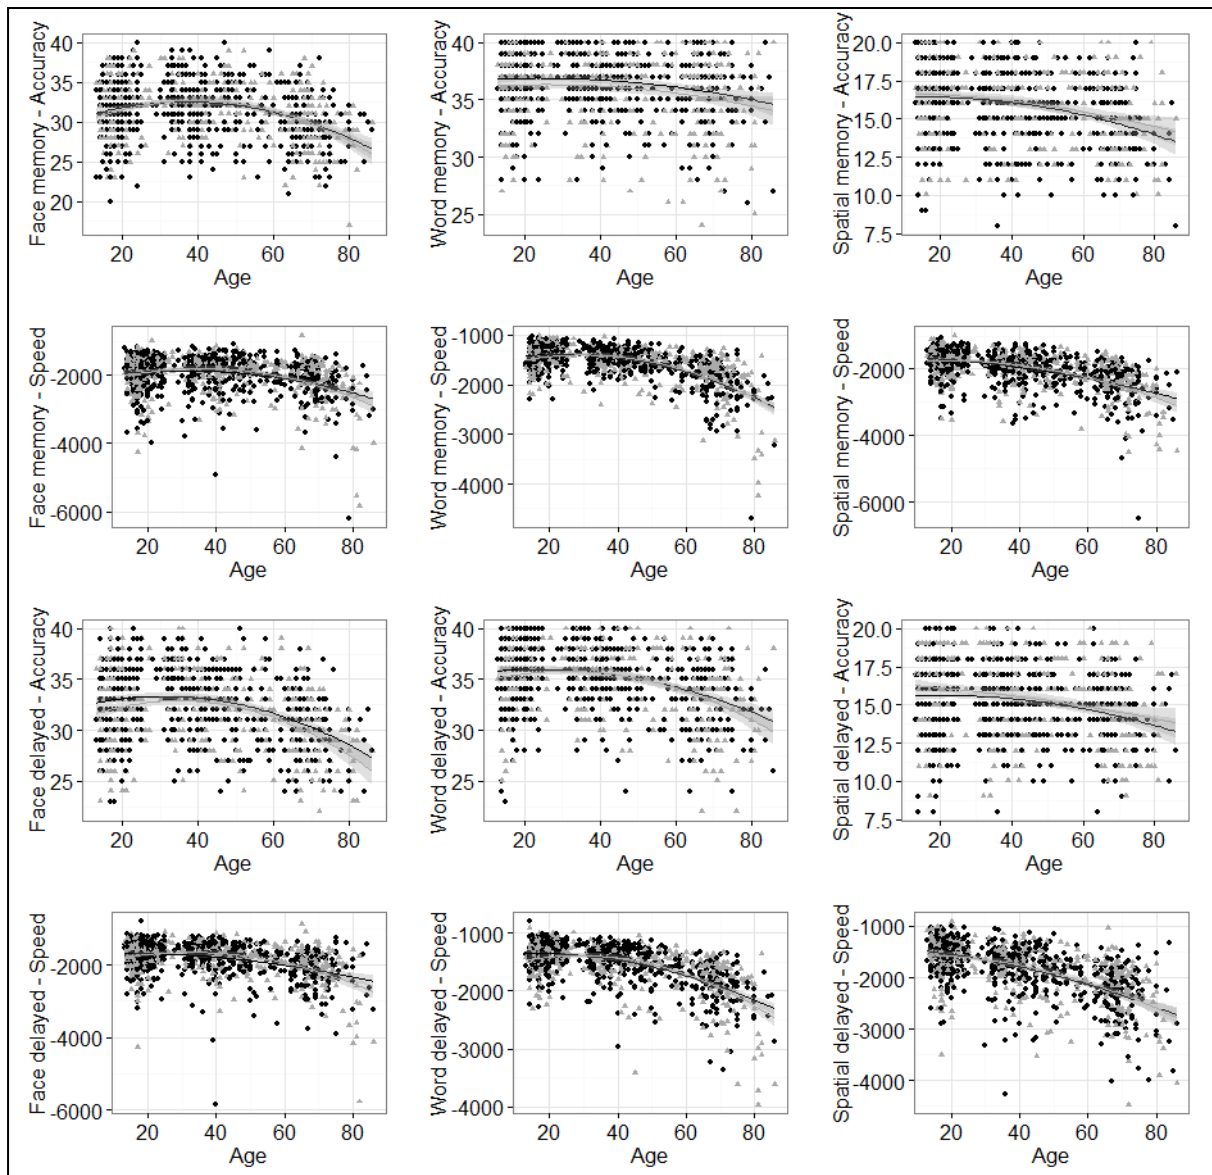 Face memory - Accuracy
40
35
30
25
20
20 40 60 80
Age
Word memory - Accuracy
40
35
30
25
20 40 60 80
Age
Spatial memory - Accuracy
20.0
17.5
15.0
12.5
10.0
7.5
20 40 60 80
Age
Face memory - Speed
-2000
-4000
-6000
20 40 60 80
Age
Word memory - Speed
-1000
-2000
-3000
-4000
20 40 60 80
Age
Spatial memory - Speed
-2000
-4000
-6000
20 40 60 80
Age
Face delayed - Accuracy
40
35
30
25
20 40 60 80
Age
Word delayed - Accuracy
40
35
30
25
20 40 60 80
Age
Spatial delayed - Accuracy
20.0
17.5
15.0
12.5
10.0
7.5
20 40 60 80
Age
Face delayed - Speed
-2000
-4000
-6000
20 40 60 80
Age
Word delayed - Speed
-1000
-2000
-3000
-4000
20 40 60 80
Age
Spatial delayed - Speed
-1000
-2000
-3000
-4000
20 40 60 80
Age